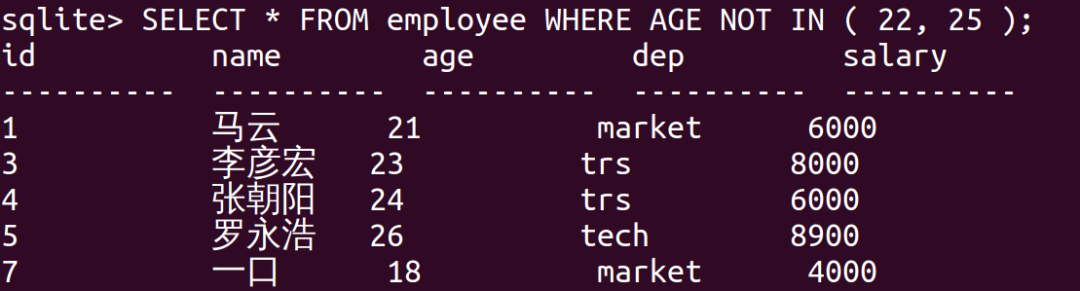 sqlite> SELECT * FROM employee WHERE AGE NOT IN ( 22, 25 );
id          name        age         dep         salary
----------  ----------  ----------  ----------  ----------
1           马云      21          market      6000
3           李彦宏   23          trs         8000
4           张朝阳   24          trs         6000
5           罗永浩   26          tech        8900
7           一口      18          market      4000